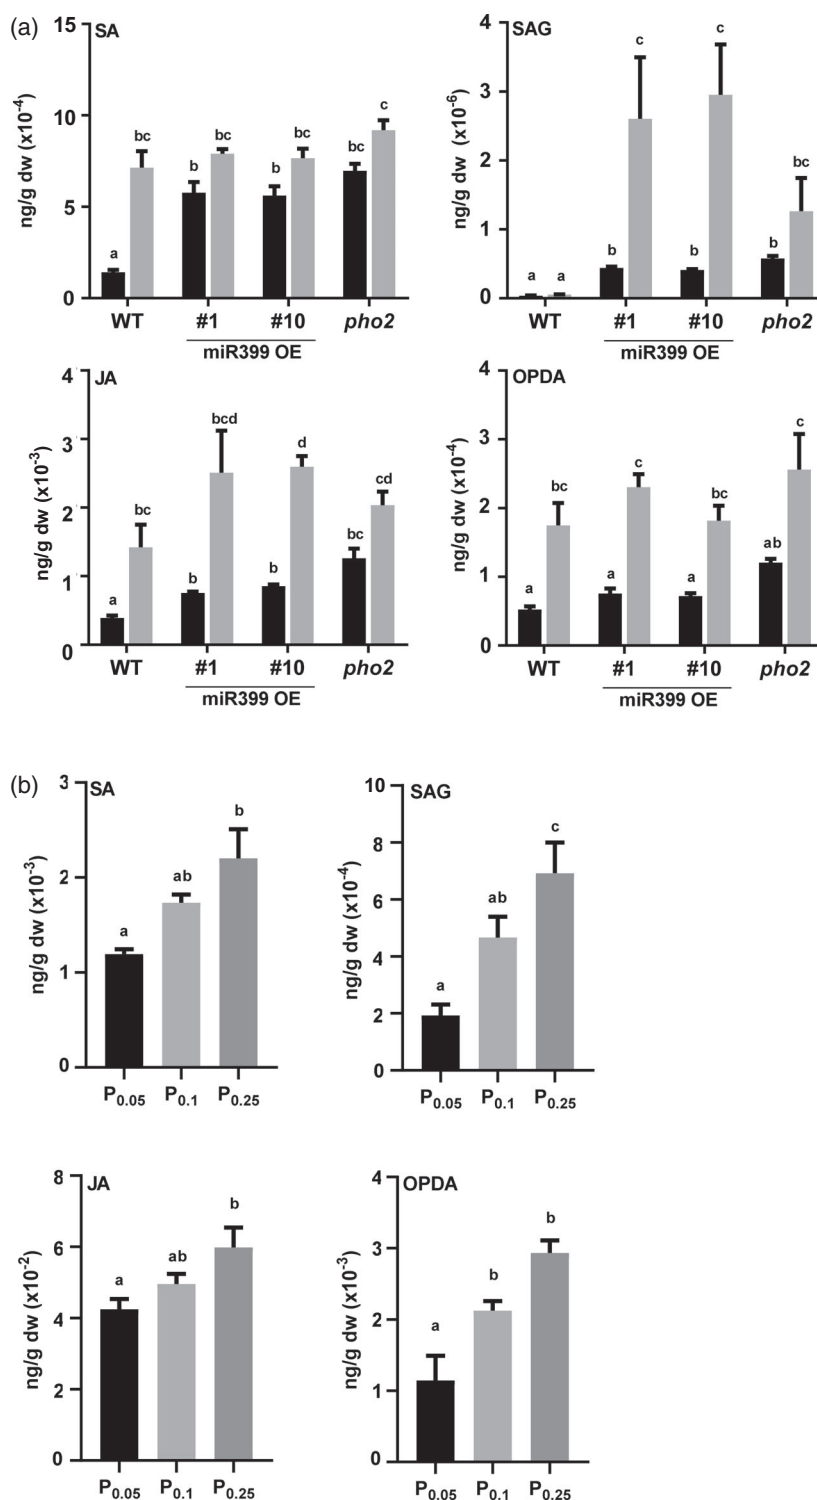 (a)
SA
ng/g dw (x10⁻⁴)
15
10
5
0
a
bc
b
bc
b
bc
bc
c
WT
#1
#10
pho2
miR399 OE
SAG
ng/g dw (x10⁻⁶)
4
3
2
1
0
a
a
b
c
b
c
b
bc
WT
#1
#10
pho2
miR399 OE
JA
ng/g dw (x10⁻³)
4
3
2
1
0
a
bc
b
bcd
b
d
bc
cd
WT
#1
#10
pho2
miR399 OE
OPDA
ng/g dw (x10⁻⁴)
4
3
2
1
0
a
bc
a
c
a
bc
ab
c
WT
#1
#10
pho2
miR399 OE
(b)
SA
ng/g dw (x10⁻³)
3
2
1
0
a
ab
b
P₀.₀₅
P₀.₁
P₀.₂₅
SAG
ng/g dw (x10⁻⁴)
10
8
6
4
2
0
a
ab
c
P₀.₀₅
P₀.₁
P₀.₂₅
JA
ng/g dw (x10⁻²)
8
6
4
2
0
a
ab
b
P₀.₀₅
P₀.₁
P₀.₂₅
OPDA
ng/g dw (x10⁻³)
4
3
2
1
0
a
b
b
P₀.₀₅
P₀.₁
P₀.₂₅